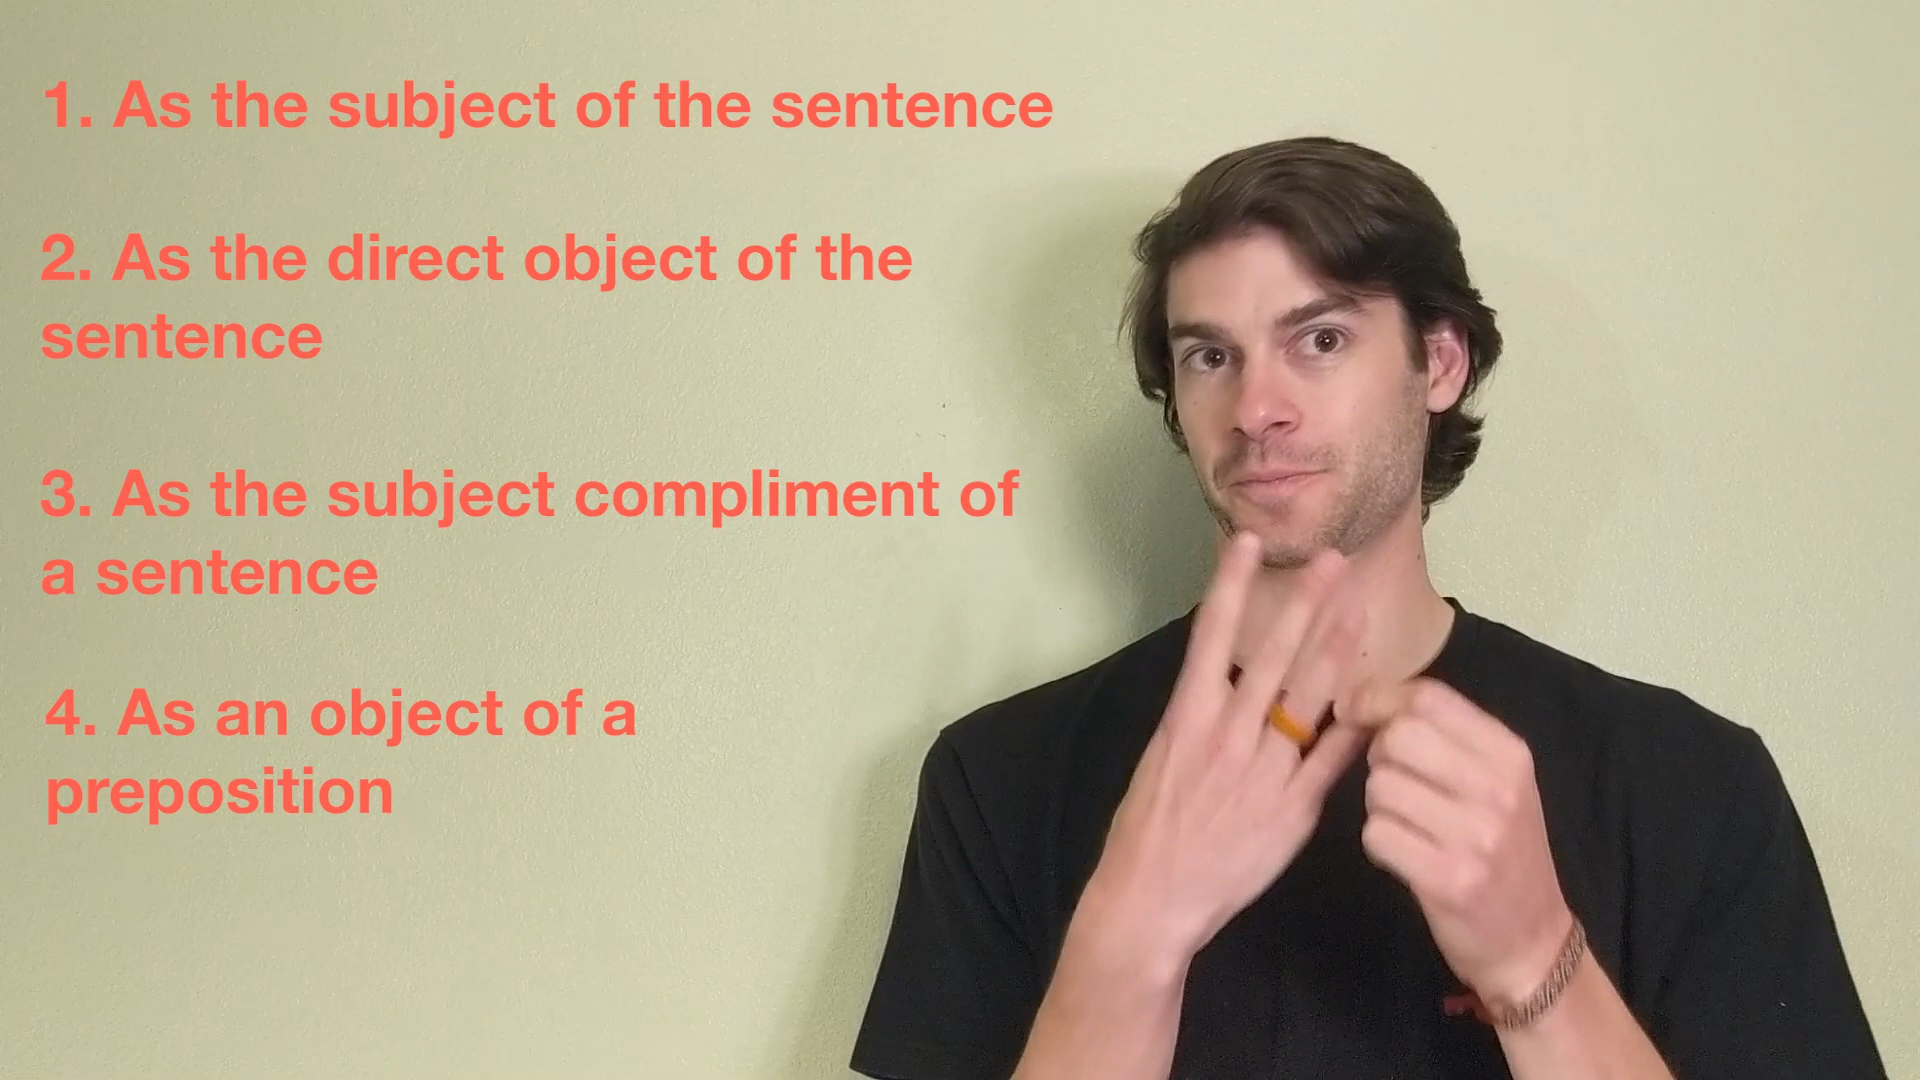 1. As the subject of the sentence
2. As the direct object of the
sentence
3. As the subject compliment of
a sentence
4. As an object of a
preposition